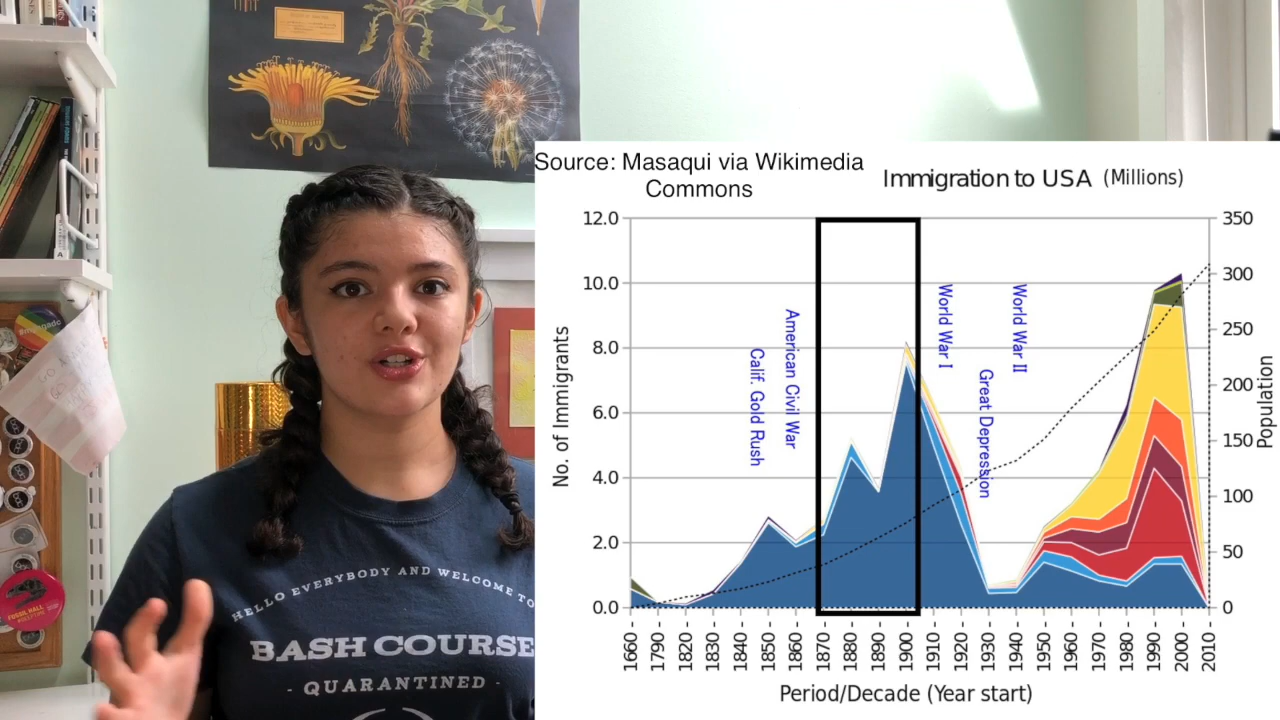 #migogado
FOSSIL HALL
HELLO EVERYBODY AND WELCOME TO
BASH COURSE
- QUARANTINED -
Source: Masaqui via Wikimedia
Commons
Immigration to USA (Millions)
12.0
10.0
8.0
6.0
4.0
2.0
0.0
No. of Immigrants
350
300
250
200
150
100
50
0
Population
Calif. Gold Rush
American Civil War
World War I
Great Depression
World War II
1660 1790 1820 1830 1840 1850 1860 1870 1880 1890 1900 1910 1920 1930 1940 1950 1960 1970 1980 1990 2000 2010
Period/Decade (Year start)